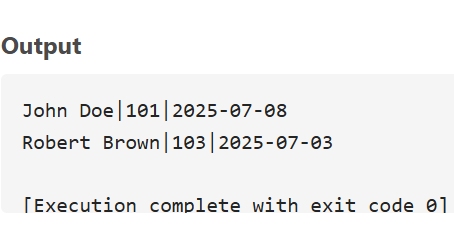 Output
John Doe|101|2025-07-08
Robert Brown|103|2025-07-03
[Execution complete with exit code 0]